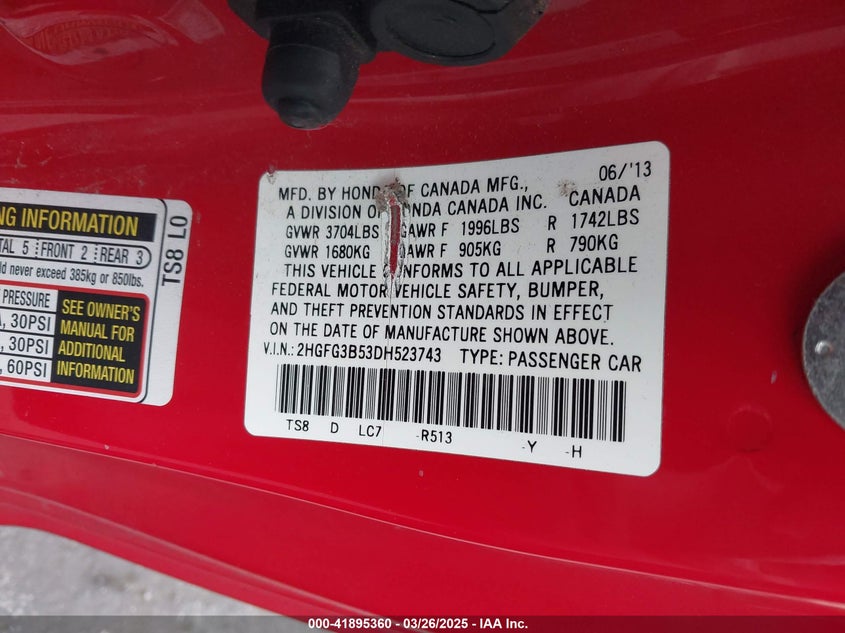 NG INFORMATION
TAL 5 FRONT 2 REAR 3
ld never exceed 385kg or 850lbs.
PRESSURE
, 30PSI
, 30PSI
, 60PSI
SEE OWNER'S
MANUAL FOR
ADDITIONAL
INFORMATION
TS8 L0
06/'13
MFD. BY HONDA OF CANADA MFG.,
A DIVISION OF HONDA CANADA INC. CANADA
GVWR 3704LBS GAWR F 1996LBS R 1742LBS
GVWR 1680KG GAWR F 905KG R 790KG
THIS VEHICLE CONFORMS TO ALL APPLICABLE
FEDERAL MOTOR VEHICLE SAFETY, BUMPER,
AND THEFT PREVENTION STANDARDS IN EFFECT
ON THE DATE OF MANUFACTURE SHOWN ABOVE.
V.I.N.: 2HGFG3B53DH523743 TYPE: PASSENGER CAR
TS8 D LC7 -R513 -Y -H
000-41895360 - 03/26/2025 - IAA Inc.